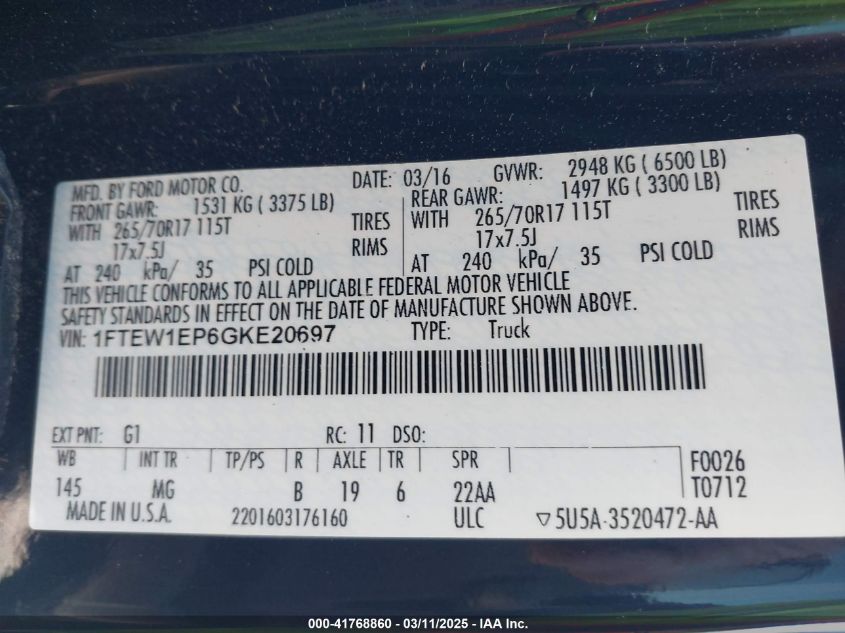 MFD. BY FORD MOTOR CO.
DATE: 03/16 GVWR: 2948 KG ( 6500 LB)
FRONT GAWR: 1531 KG ( 3375 LB)
WITH 265/70R17 115T TIRES
17x7.5J RIMS
AT 240 kPa/ 35 PSI COLD
REAR GAWR: 1497 KG ( 3300 LB)
WITH 265/70R17 115T TIRES
17x7.5J RIMS
AT 240 kPa/ 35 PSI COLD
THIS VEHICLE CONFORMS TO ALL APPLICABLE FEDERAL MOTOR VEHICLE
SAFETY STANDARDS IN EFFECT ON THE DATE OF MANUFACTURE SHOWN ABOVE.
VIN: 1FTEW1EP6GKE20697 TYPE: Truck
EXT PNT: G1 RC: 11 DSO:
WB INT TR TP/PS R AXLE TR SPR F0026
145 MG B 19 6 22AA T0712
MADE IN U.S.A. 2201603176160 ULC ▽5U5A-3520472-AA
000-41768860 - 03/11/2025 - IAA Inc.